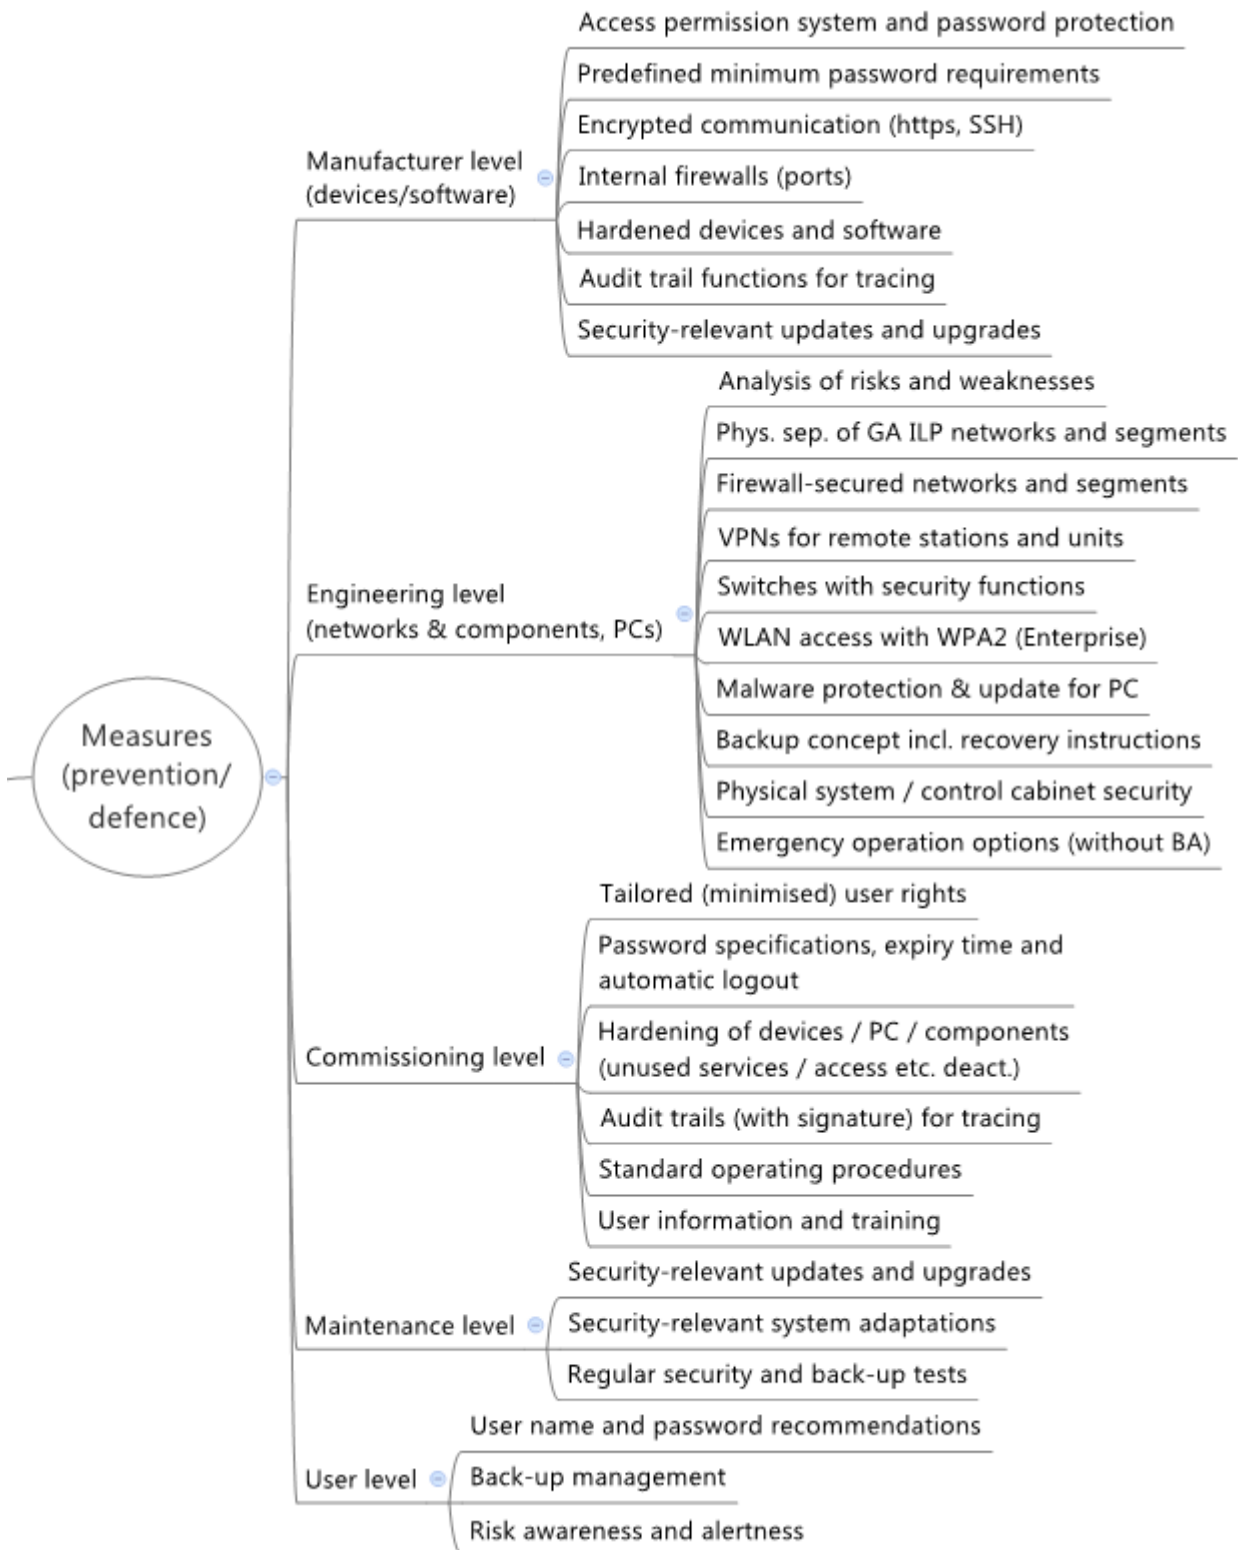 Access permission system and password protection
Predefined minimum password requirements
Encrypted communication (https, SSH)
Manufacturer level
(devices/software)
Internal firewalls (ports)
Hardened devices and software
Audit trail functions for tracing
Security-relevant updates and upgrades
Analysis of risks and weaknesses
Phys. sep. of GA ILP networks and segments
Firewall-secured networks and segments
VPNs for remote stations and units
Switches with security functions
Engineering level
(networks & components, PCs)
WLAN access with WPA2 (Enterprise)
Malware protection & update for PC
Backup concept incl. recovery instructions
Physical system / control cabinet security
Emergency operation options (without BA)
Measures
(prevention/
defence)
Tailored (minimised) user rights
Password specifications, expiry time and
automatic logout
Hardening of devices / PC / components
(unused services / access etc. deact.)
Commissioning level
Audit trails (with signature) for tracing
Standard operating procedures
User information and training
Security-relevant updates and upgrades
Maintenance level
Security-relevant system adaptations
Regular security and back-up tests
User name and password recommendations
User level
Back-up management
Risk awareness and alertness